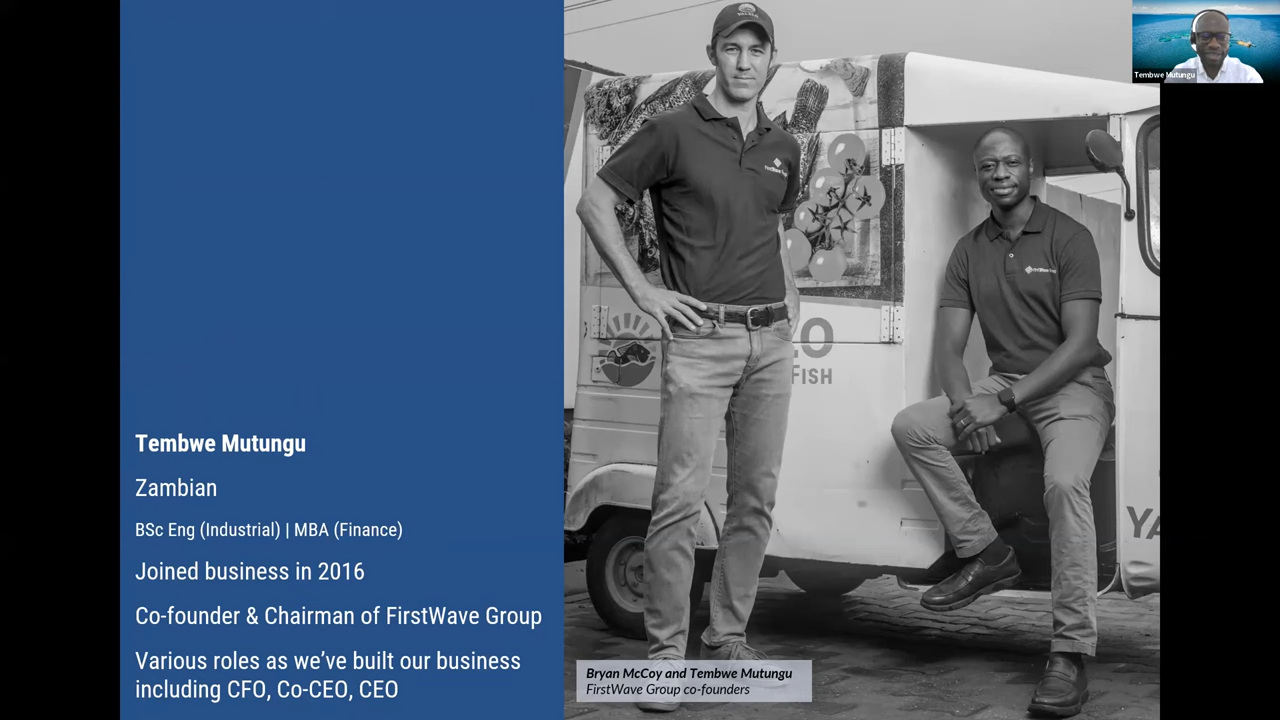 Tembwe Mutungu
Zambian
BSc Eng (Industrial) | MBA (Finance)
Joined business in 2016
Co-founder & Chairman of FirstWave Group
Various roles as we’ve built our business
including CFO, Co-CEO, CEO
FISH
YA
Bryan McCoy and Tembwe Mutungu
FirstWave Group co-founders
Tembwe Mutungu